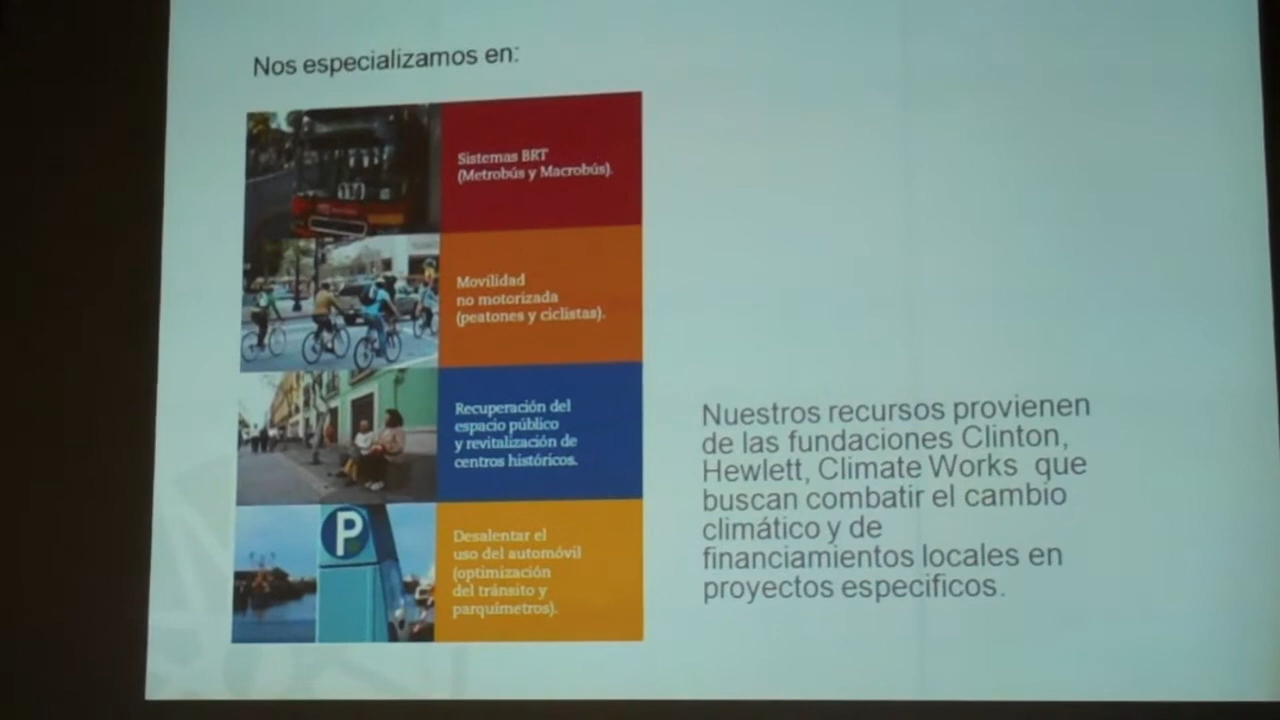 Nos especializamos en:
Sistemas BRT
(Metrobús y Macrobús).
Movilidad
no motorizada
(peatones y ciclistas).
Recuperación del
espacio público
y revitalización de
centros históricos.
P
Desalentar el
uso del automóvil
(optimización
del tránsito y
parquímetros).
Nuestros recursos provienen
de las fundaciones Clinton,
Hewlett, Climate Works que
buscan combatir el cambio
climático y de
financiamientos locales en
proyectos especificos.